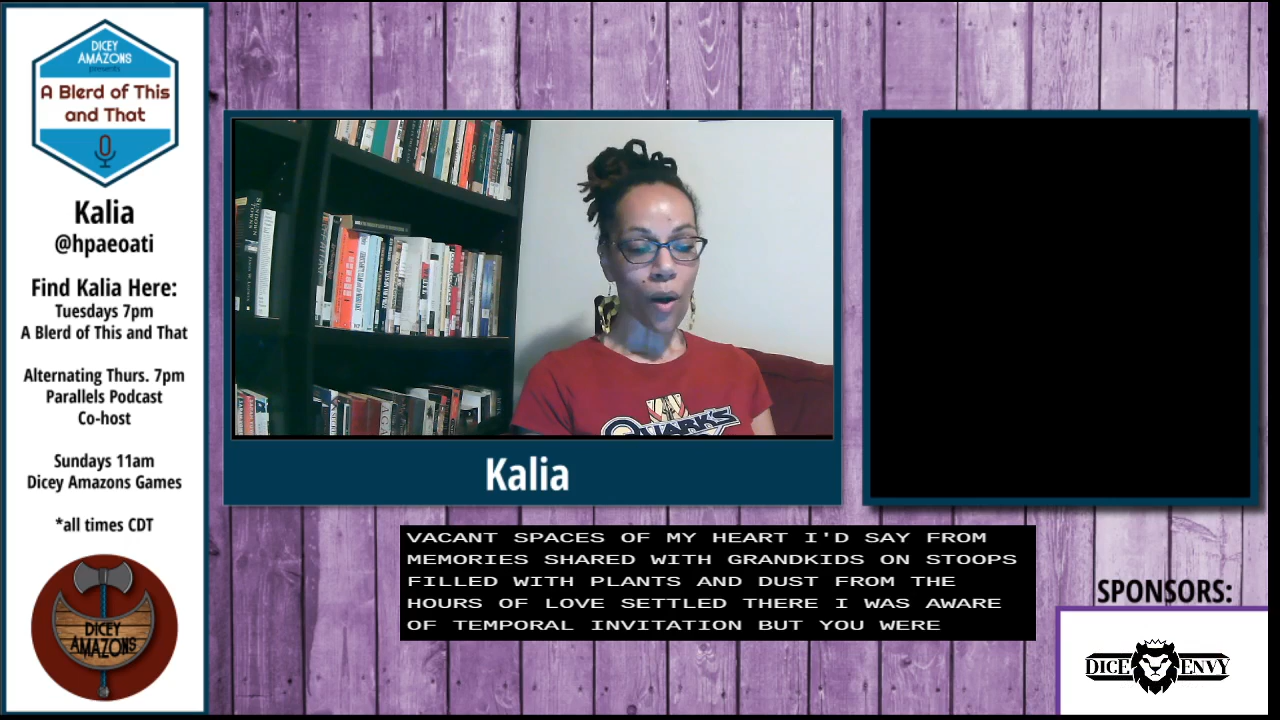 DICEY
AMAZONS
presents
A Blerd of This
and That
Kalia
@hpaeoati
Find Kalia Here:
Tuesdays 7pm
A Blerd of This and That
Alternating Thurs. 7pm
Parallels Podcast
Co-host
Sundays 11am
Dicey Amazons Games
*all times CDT
DICEY
AMAZONS
SUNDOWN
TOWNS
QUARK'S
Kalia
VACANT SPACES OF MY HEART I'D SAY FROM
MEMORIES SHARED WITH GRANDKIDS ON STOOPS
FILLED WITH PLANTS AND DUST FROM THE
HOURS OF LOVE SETTLED THERE I WAS AWARE
OF TEMPORAL INVITATION BUT YOU WERE
SPONSORS:
DICE ENVY